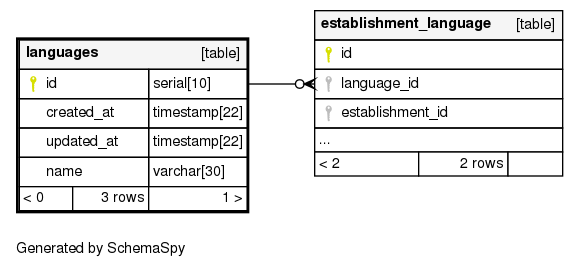 languages [table]
id serial[10]
created_at timestamp[22]
updated_at timestamp[22]
name varchar[30]
< 0 3 rows 1 >
establishment_language [table]
id
language_id
establishment_id
...
< 2 2 rows
Generated by SchemaSpy